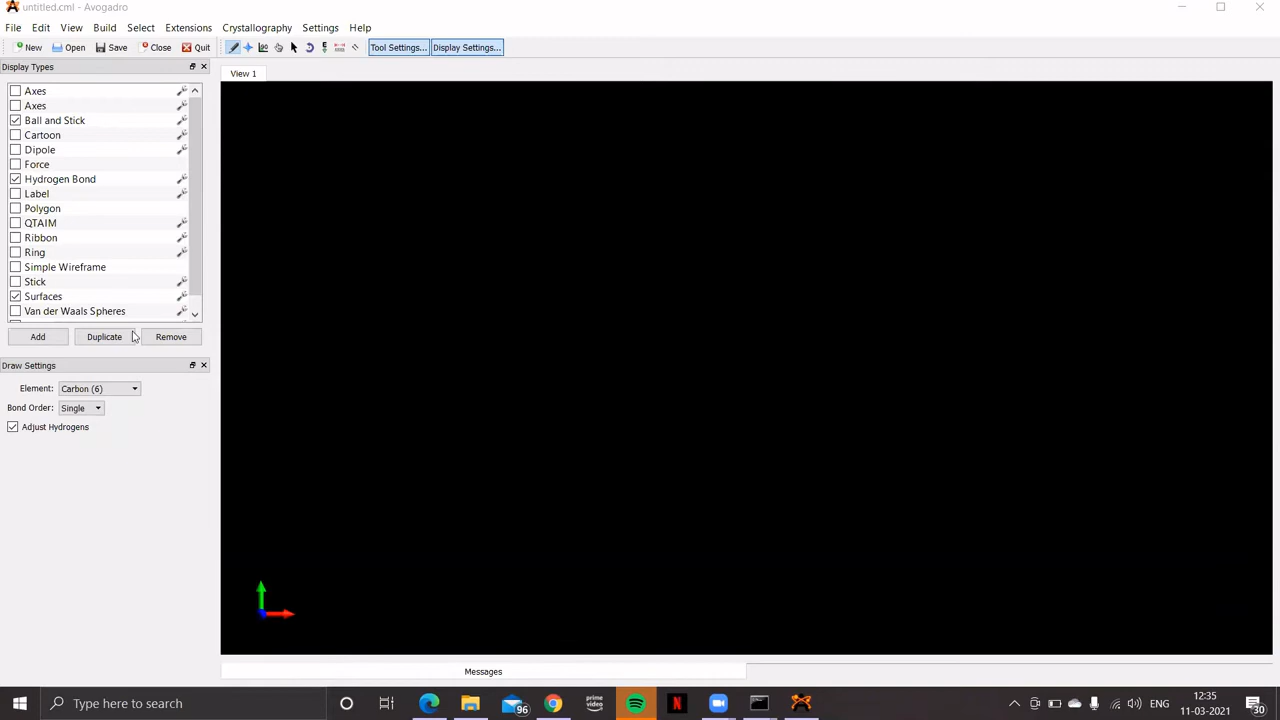 untitled.cml - Avogadro
File Edit View Build Select Extensions Crystallography Settings Help
New Open Save Close Quit Tool Settings... Display Settings...
Display Types
View 1
Axes
Axes
Ball and Stick
Cartoon
Dipole
Force
Hydrogen Bond
Label
Polygon
QTAIM
Ribbon
Ring
Simple Wireframe
Stick
Surfaces
Van der Waals Spheres
Add Duplicate Remove
Draw Settings
Element: Carbon (6)
Bond Order: Single
Adjust Hydrogens
Messages
Type here to search
96
prime video
N
ENG
12:35
11-03-2021
30